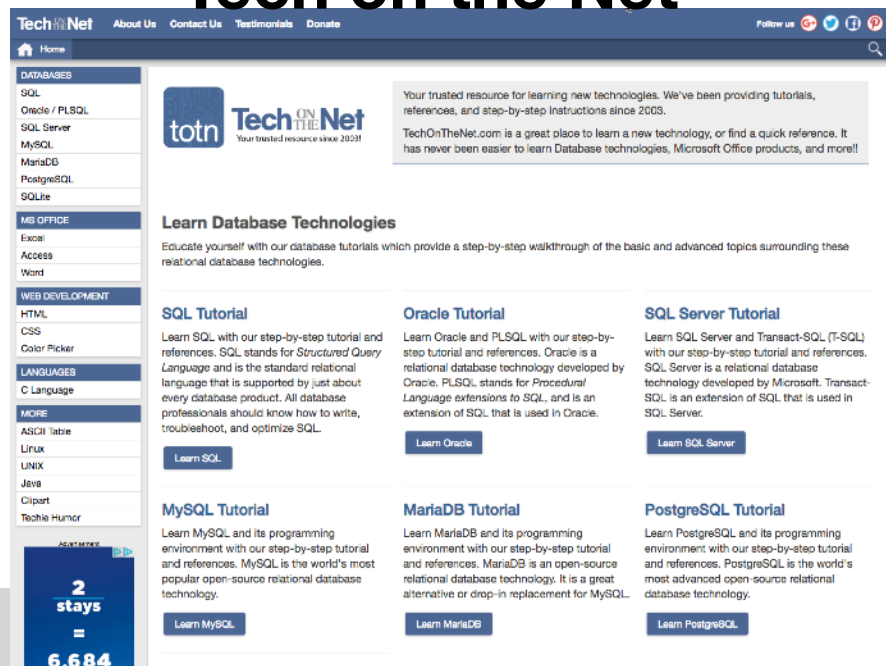 Tech on the Net
Tech ON THE Net About Us Contact Us Testimonials Donate Follow us
Home
DATABASES
SQL
Oracle / PLSQL
SQL Server
MySQL
MariaDB
PostgreSQL
SQLite
MS OFFICE
Excel
Access
Word
WEB DEVELOPMENT
HTML
CSS
Color Picker
LANGUAGES
C Language
MORE
ASCII Table
Linux
UNIX
Java
Clipart
Techie Humor
Advertisement
2
stays
=
6,684
totn
Tech ON THE Net
Your trusted resource since 2003!
Your trusted resource for learning new technologies. We've been providing tutorials,
references, and step-by-step instructions since 2003.
TechOnTheNet.com is a great place to learn a new technology, or find a quick reference. It
has never been easier to learn Database technologies, Microsoft Office products, and more!!
Learn Database Technologies
Educate yourself with our database tutorials which provide a step-by-step walkthrough of the basic and advanced topics surrounding these
relational database technologies.
SQL Tutorial
Learn SQL with our step-by-step tutorial and
references. SQL stands for Structured Query
Language and is the standard relational
language that is supported by just about
every database product. All database
professionals should know how to write,
troubleshoot, and optimize SQL.
Learn SQL
Oracle Tutorial
Learn Oracle and PLSQL with our step-by-
step tutorial and references. Oracle is a
relational database technology developed by
Oracle. PLSQL stands for Procedural
Language extensions to SQL, and is an
extension of SQL that is used in Oracle.
Learn Oracle
SQL Server Tutorial
Learn SQL Server and Transact-SQL (T-SQL)
with our step-by-step tutorial and references.
SQL Server is a relational database
technology developed by Microsoft. Transact-
SQL is an extension of SQL that is used in
SQL Server.
Learn SQL Server
MySQL Tutorial
Learn MySQL and its programming
environment with our step-by-step tutorial
and references. MySQL is the world's most
popular open-source relational database
technology.
Learn MySQL
MariaDB Tutorial
Learn MariaDB and its programming
environment with our step-by-step tutorial
and references. MariaDB is an open-source
relational database technology. It is a great
alternative or drop-in replacement for MySQL.
Learn MariaDB
PostgreSQL Tutorial
Learn PostgreSQL and its programming
environment with our step-by-step tutorial
and references. PostgreSQL is the world's
most advanced open-source relational
database technology.
Learn PostgreSQL